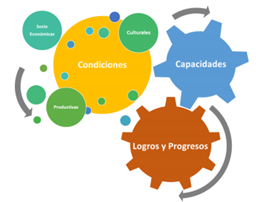 Socio
Económicas
Culturales
Condiciones
Capacidades
Productivas
Logros y Progresos